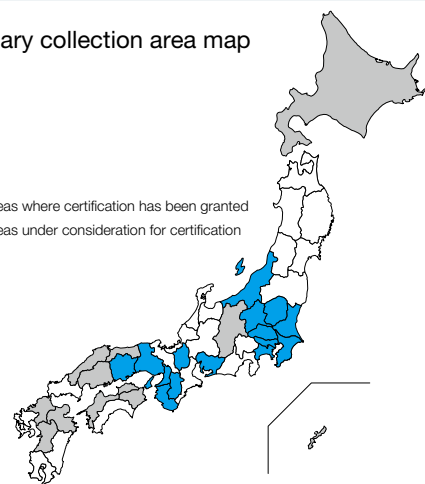 ary collection area map
eas where certification has been granted
eas under consideration for certification